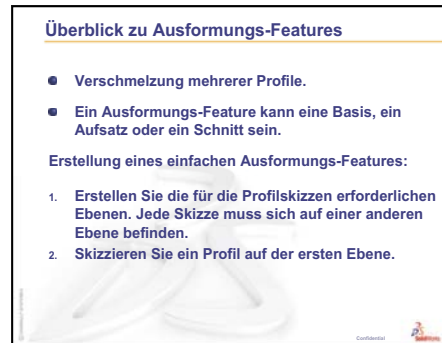 Überblick zu Ausformungs-Features
Verschmelzung mehrerer Profile.
Ein Ausformungs-Feature kann eine Basis, ein
Aufsatz oder ein Schnitt sein.
Erstellung eines einfachen Ausformungs-Features:
1. Erstellen Sie die für die Profilskizzen erforderlichen
Ebenen. Jede Skizze muss sich auf einer anderen
Ebene befinden.
2. Skizzieren Sie ein Profil auf der ersten Ebene.
Confidential
SolidWorks